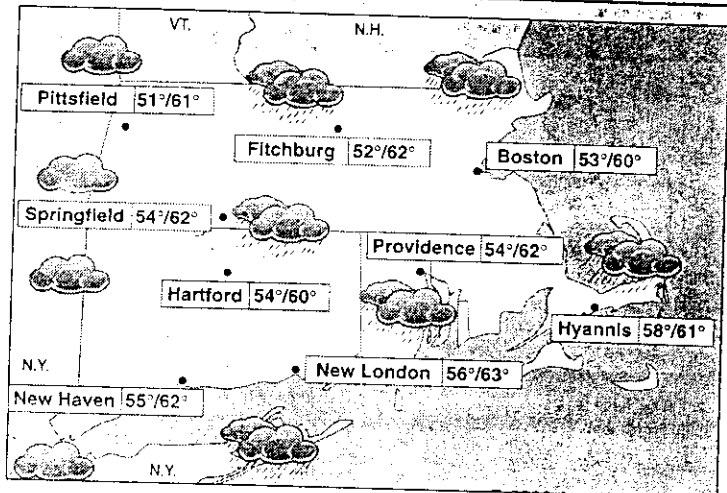 VT.
N.H.
Pittsfield 51°/61°
Fitchburg 52°/62°
Boston 53°/60°
Springfield 54°/62°
Providence 54°/62°
Hartford 54°/60°
Hyannis 58°/61°
N.Y.
New London 56°/63°
New Haven 55°/62°
N.Y.